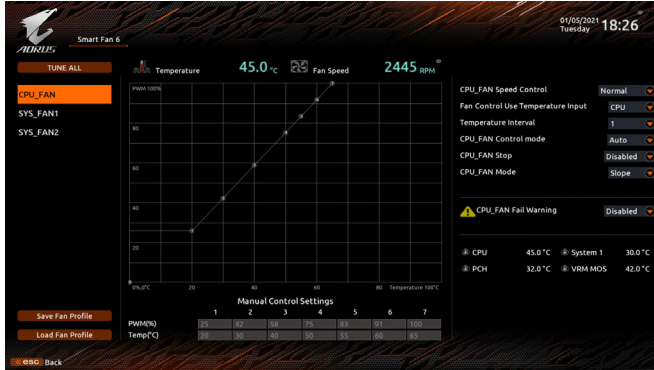 AORUS
Smart Fan 6
01/05/2021
Tuesday 18:26
TUNE ALL
Temperature 45.0 °C Fan Speed 2445 RPM
CPU_FAN
SYS_FAN1
SYS_FAN2
PWM 100%
80
60
40
20
0%,0°C 20 40 60 80 Temperature 100°C
CPU_FAN Speed Control Normal
Fan Control Use Temperature Input CPU
Temperature Interval 1
CPU_FAN Control mode Auto
CPU_FAN Stop Disabled
CPU_FAN Mode Slope
CPU_FAN Fail Warning Disabled
CPU 45.0°C System 1 30.0°C
PCH 32.0°C VRM MOS 42.0°C
Manual Control Settings
1 2 3 4 5 6 7
PWM(%) 25 42 58 75 83 91 100
Temp(°C) 20 30 40 50 55 60 65
Save Fan Profile
Load Fan Profile
esc Back